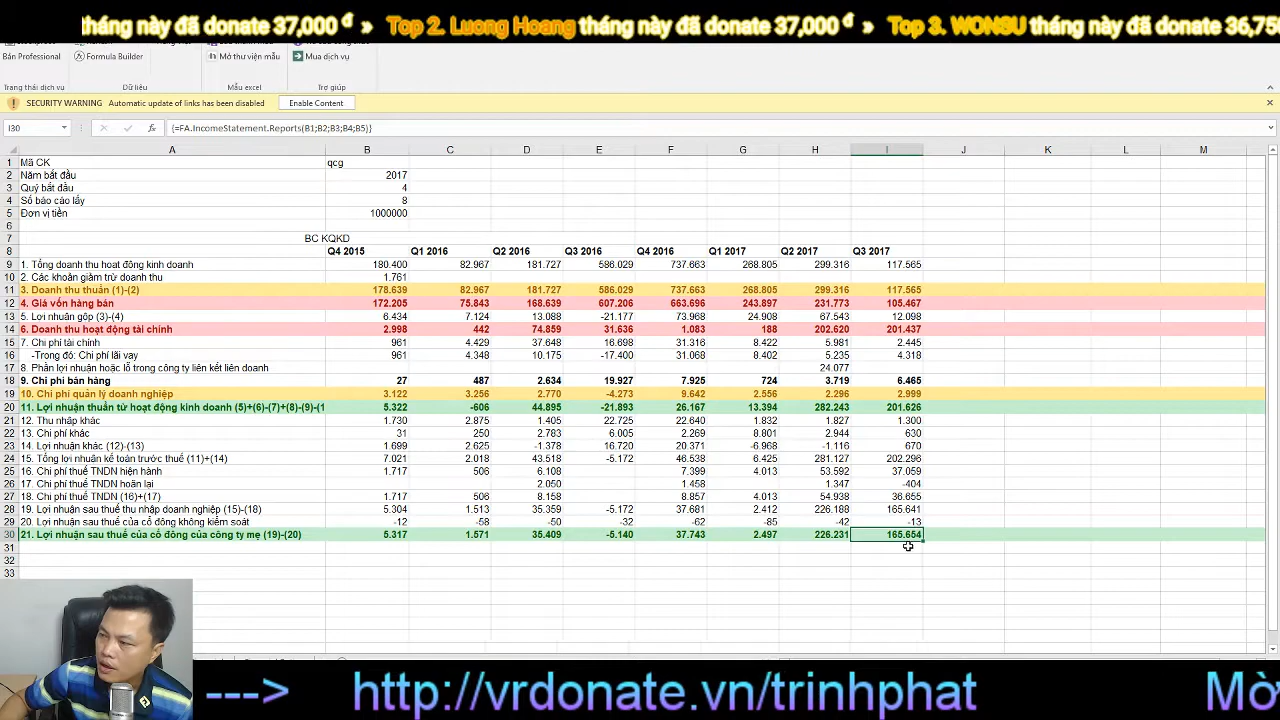 tháng này đã donate 37,000 đ » Top 2. Luong Hoang tháng này đã donate 37,000 đ » Top 3. WONSU tháng này đã donate 36,75
Bán Professional Formula Builder Mở thư viện mẫu Mua dịch vụ
Trạng thái dịch vụ Dữ liệu Mẫu excel Trợ giúp
SECURITY WARNING Automatic update of links has been disabled Enable Content
I30 fx {=FA.IncomeStatement.Reports(B1;B2;B3;B4;B5)}
A B C D E F G H I J K L M
1 Mã CK qcg
2 Năm bắt đầu 2017
3 Quý bắt đầu 4
4 Số báo cáo lấy 8
5 Đơn vị tiền 1000000
6
7 BC KQKD
8 Q4 2015 Q1 2016 Q2 2016 Q3 2016 Q4 2016 Q1 2017 Q2 2017 Q3 2017
9 1. Tổng doanh thu hoạt động kinh doanh 180.400 82.967 181.727 586.029 737.663 268.805 299.316 117.565
10 2. Các khoản giảm trừ doanh thu 1.761
11 3. Doanh thu thuần (1)-(2) 178.639 82.967 181.727 586.029 737.663 268.805 299.316 117.565
12 4. Giá vốn hàng bán 172.205 75.843 168.639 607.206 663.696 243.897 231.773 105.467
13 5. Lợi nhuận gộp (3)-(4) 6.434 7.124 13.088 -21.177 73.968 24.908 67.543 12.098
14 6. Doanh thu hoạt động tài chính 2.998 442 74.859 31.636 1.083 188 202.620 201.437
15 7. Chi phí tài chính 961 4.429 37.648 16.698 31.316 8.422 5.981 2.445
16 -Trong đó: Chi phí lãi vay 961 4.348 10.175 -17.400 31.068 8.402 5.235 4.318
17 8. Phần lợi nhuận hoặc lỗ trong công ty liên kết liên doanh 24.077
18 9. Chi phí bán hàng 27 487 2.634 19.927 7.925 724 3.719 6.465
19 10. Chi phí quản lý doanh nghiệp 3.122 3.256 2.770 -4.273 9.642 2.556 2.296 2.999
20 11. Lợi nhuận thuần từ hoạt động kinh doanh (5)+(6)-(7)+(8)-(9)-(1 5.322 -606 44.895 -21.893 26.167 13.394 282.243 201.626
21 12. Thu nhập khác 1.730 2.875 1.405 22.725 22.640 1.832 1.827 1.300
22 13. Chi phí khác 31 250 2.783 6.005 2.269 8.801 2.944 630
23 14. Lợi nhuận khác (12)-(13) 1.699 2.625 -1.378 16.720 20.371 -6.968 -1.116 670
24 15. Tổng lợi nhuận kế toán trước thuế (11)+(14) 7.021 2.018 43.518 -5.172 46.538 6.425 281.127 202.296
25 16. Chi phí thuế TNDN hiện hành 1.717 506 6.108 7.399 4.013 53.592 37.059
26 17. Chi phí thuế TNDN hoãn lại 2.050 1.458 1.347 -404
27 18. Chi phí thuế TNDN (16)+(17) 1.717 506 8.158 8.857 4.013 54.938 36.655
28 19. Lợi nhuận sau thuế thu nhập doanh nghiệp (15)-(18) 5.304 1.513 35.359 -5.172 37.681 2.412 226.188 165.641
29 20. Lợi nhuận sau thuế của cổ đông không kiểm soát -12 -58 -50 -32 -62 -85 -42 -13
30 21. Lợi nhuận sau thuế của cổ đông của công ty mẹ (19)-(20) 5.317 1.571 35.409 -5.140 37.743 2.497 226.231 165.654
31
32
33
---> http://vrdonate.vn/trinhphat Mờ